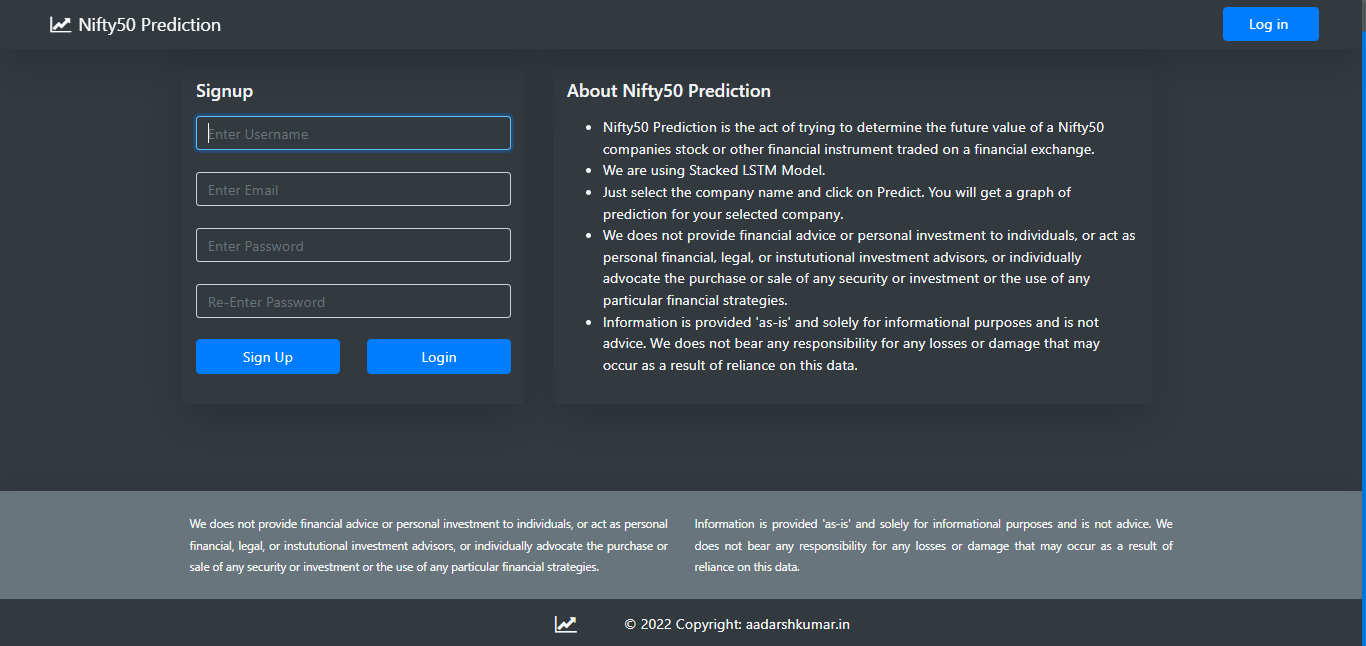 Nifty50 Prediction
Log in
Signup
Enter Username
Enter Email
Enter Password
Re-Enter Password
Sign Up
Login
About Nifty50 Prediction
• Nifty50 Prediction is the act of trying to determine the future value of a Nifty50
companies stock or other financial instrument traded on a financial exchange.
• We are using Stacked LSTM Model.
• Just select the company name and click on Predict. You will get a graph of
prediction for your selected company.
• We does not provide financial advice or personal investment to individuals, or act as
personal financial, legal, or instutional investment advisors, or individually
advocate the purchase or sale of any security or investment or the use of any
particular financial strategies.
• Information is provided 'as-is' and solely for informational purposes and is not
advice. We does not bear any responsibility for any losses or damage that may
occur as a result of reliance on this data.
We does not provide financial advice or personal investment to individuals, or act as personal
financial, legal, or instututional investment advisors, or individually advocate the purchase or
sale of any security or investment or the use of any particular financial strategies.
Information is provided 'as-is' and solely for informational purposes and is not advice. We
does not bear any responsibility for any losses or damage that may occur as a result of
reliance on this data.
© 2022 Copyright: aadarshkumar.in